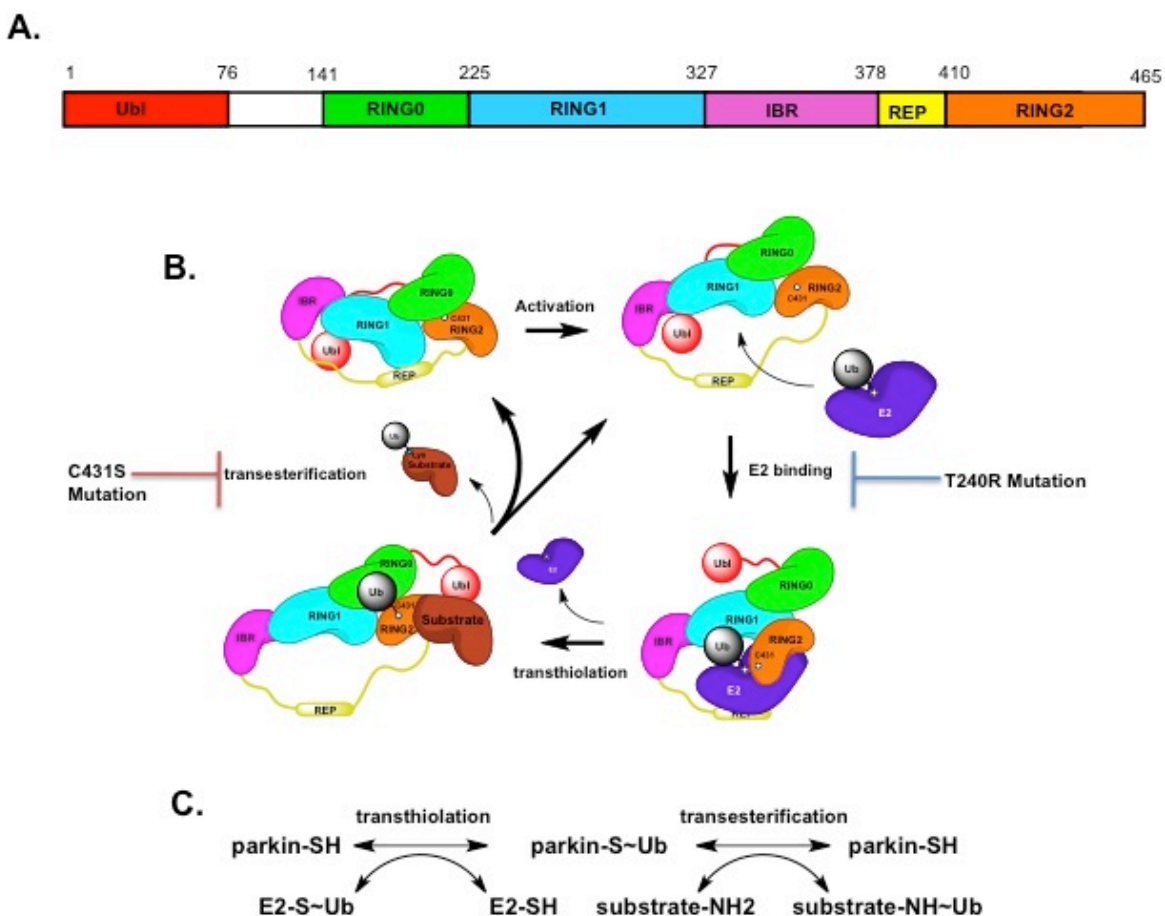 A.
1 76 141 225 327 378 410 465
Ubl RING0 RING1 IBR REP RING2
B.
IBR RING1 RING0 C431 RING2 Ubl REP
Activation
IBR RING1 RING0 RING2 C431 Ubl REP
Ub E2
E2 binding
T240R Mutation
C431S
Mutation
transesterification
Ub Lys
Substrate
IBR RING1 RING0 Ub C431 RING2 Ubl Substrate REP
transthiolation
Ubl RING0 RING1 IBR Ub RING2 C431 E2 REP
C.
transthiolation transesterification
parkin-SH parkin-S~Ub parkin-SH
E2-S~Ub E2-SH substrate-NH2 substrate-NH~Ub